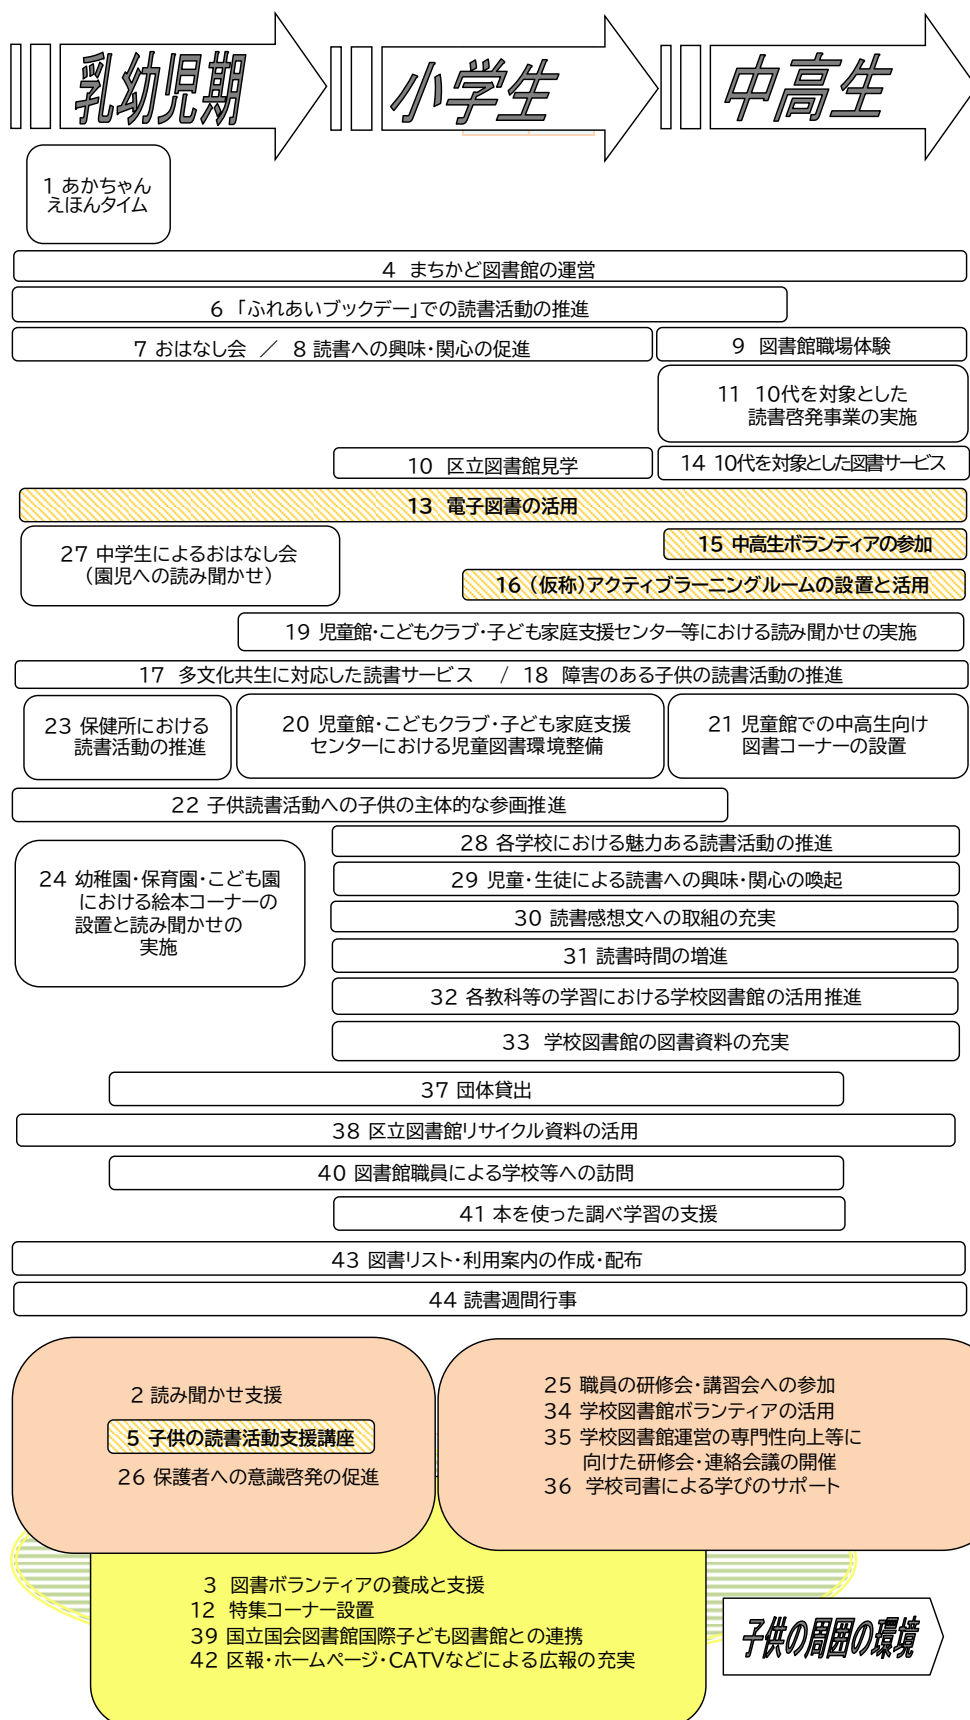 乳幼児期
小学生
中高生
1 あかちゃん
えほんタイム
4 まちかど図書館の運営
6 「ふれあいブックデー」での読書活動の推進
7 おはなし会 ／ 8 読書への興味・関心の促進
9 図書館職場体験
11 10代を対象とした
読書啓発事業の実施
10 区立図書館見学
14 10代を対象とした図書サービス
13 電子図書の活用
27 中学生によるおはなし会
（園児への読み聞かせ）
15 中高生ボランティアの参加
16（仮称）アクティブラーニングルームの設置と活用
19 児童館・こどもクラブ・子ども家庭支援センター等における読み聞かせの実施
17 多文化共生に対応した読書サービス / 18 障害のある子供の読書活動の推進
23 保健所における
読書活動の推進
20 児童館・こどもクラブ・子ども家庭支援
センターにおける児童図書環境整備
21 児童館での中高生向け
図書コーナーの設置
22 子供読書活動への子供の主体的な参画推進
28 各学校における魅力ある読書活動の推進
24 幼稚園・保育園・こども園
における絵本コーナーの
設置と読み聞かせの
実施
29 児童・生徒による読書への興味・関心の喚起
30 読書感想文への取組の充実
31 読書時間の増進
32 各教科等の学習における学校図書館の活用推進
33 学校図書館の図書資料の充実
37 団体貸出
38 区立図書館リサイクル資料の活用
40 図書館職員による学校等への訪問
41 本を使った調べ学習の支援
43 図書リスト・利用案内の作成・配布
44 読書週間行事
2 読み聞かせ支援
5 子供の読書活動支援講座
26 保護者への意識啓発の促進
25 職員の研修会・講習会への参加
34 学校図書館ボランティアの活用
35 学校図書館運営の専門性向上等に
向けた研修会・連絡会議の開催
36 学校司書による学びのサポート
3 図書ボランティアの養成と支援
12 特集コーナー設置
39 国立国会図書館国際子ども図書館との連携
42 区報・ホームページ・CATVなどによる広報の充実
子供の周囲の環境